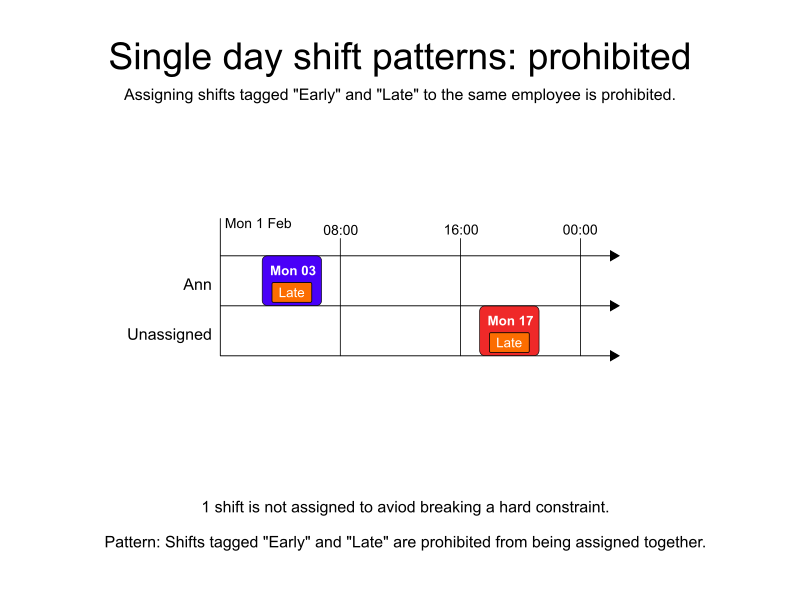 Single day shift patterns: prohibited
Assigning shifts tagged "Early" and "Late" to the same employee is prohibited.
Mon 1 Feb
08:00
16:00
00:00
Ann
Mon 03
Late
Unassigned
Mon 17
Late
1 shift is not assigned to aviod breaking a hard constraint.
Pattern: Shifts tagged "Early" and "Late" are prohibited from being assigned together.